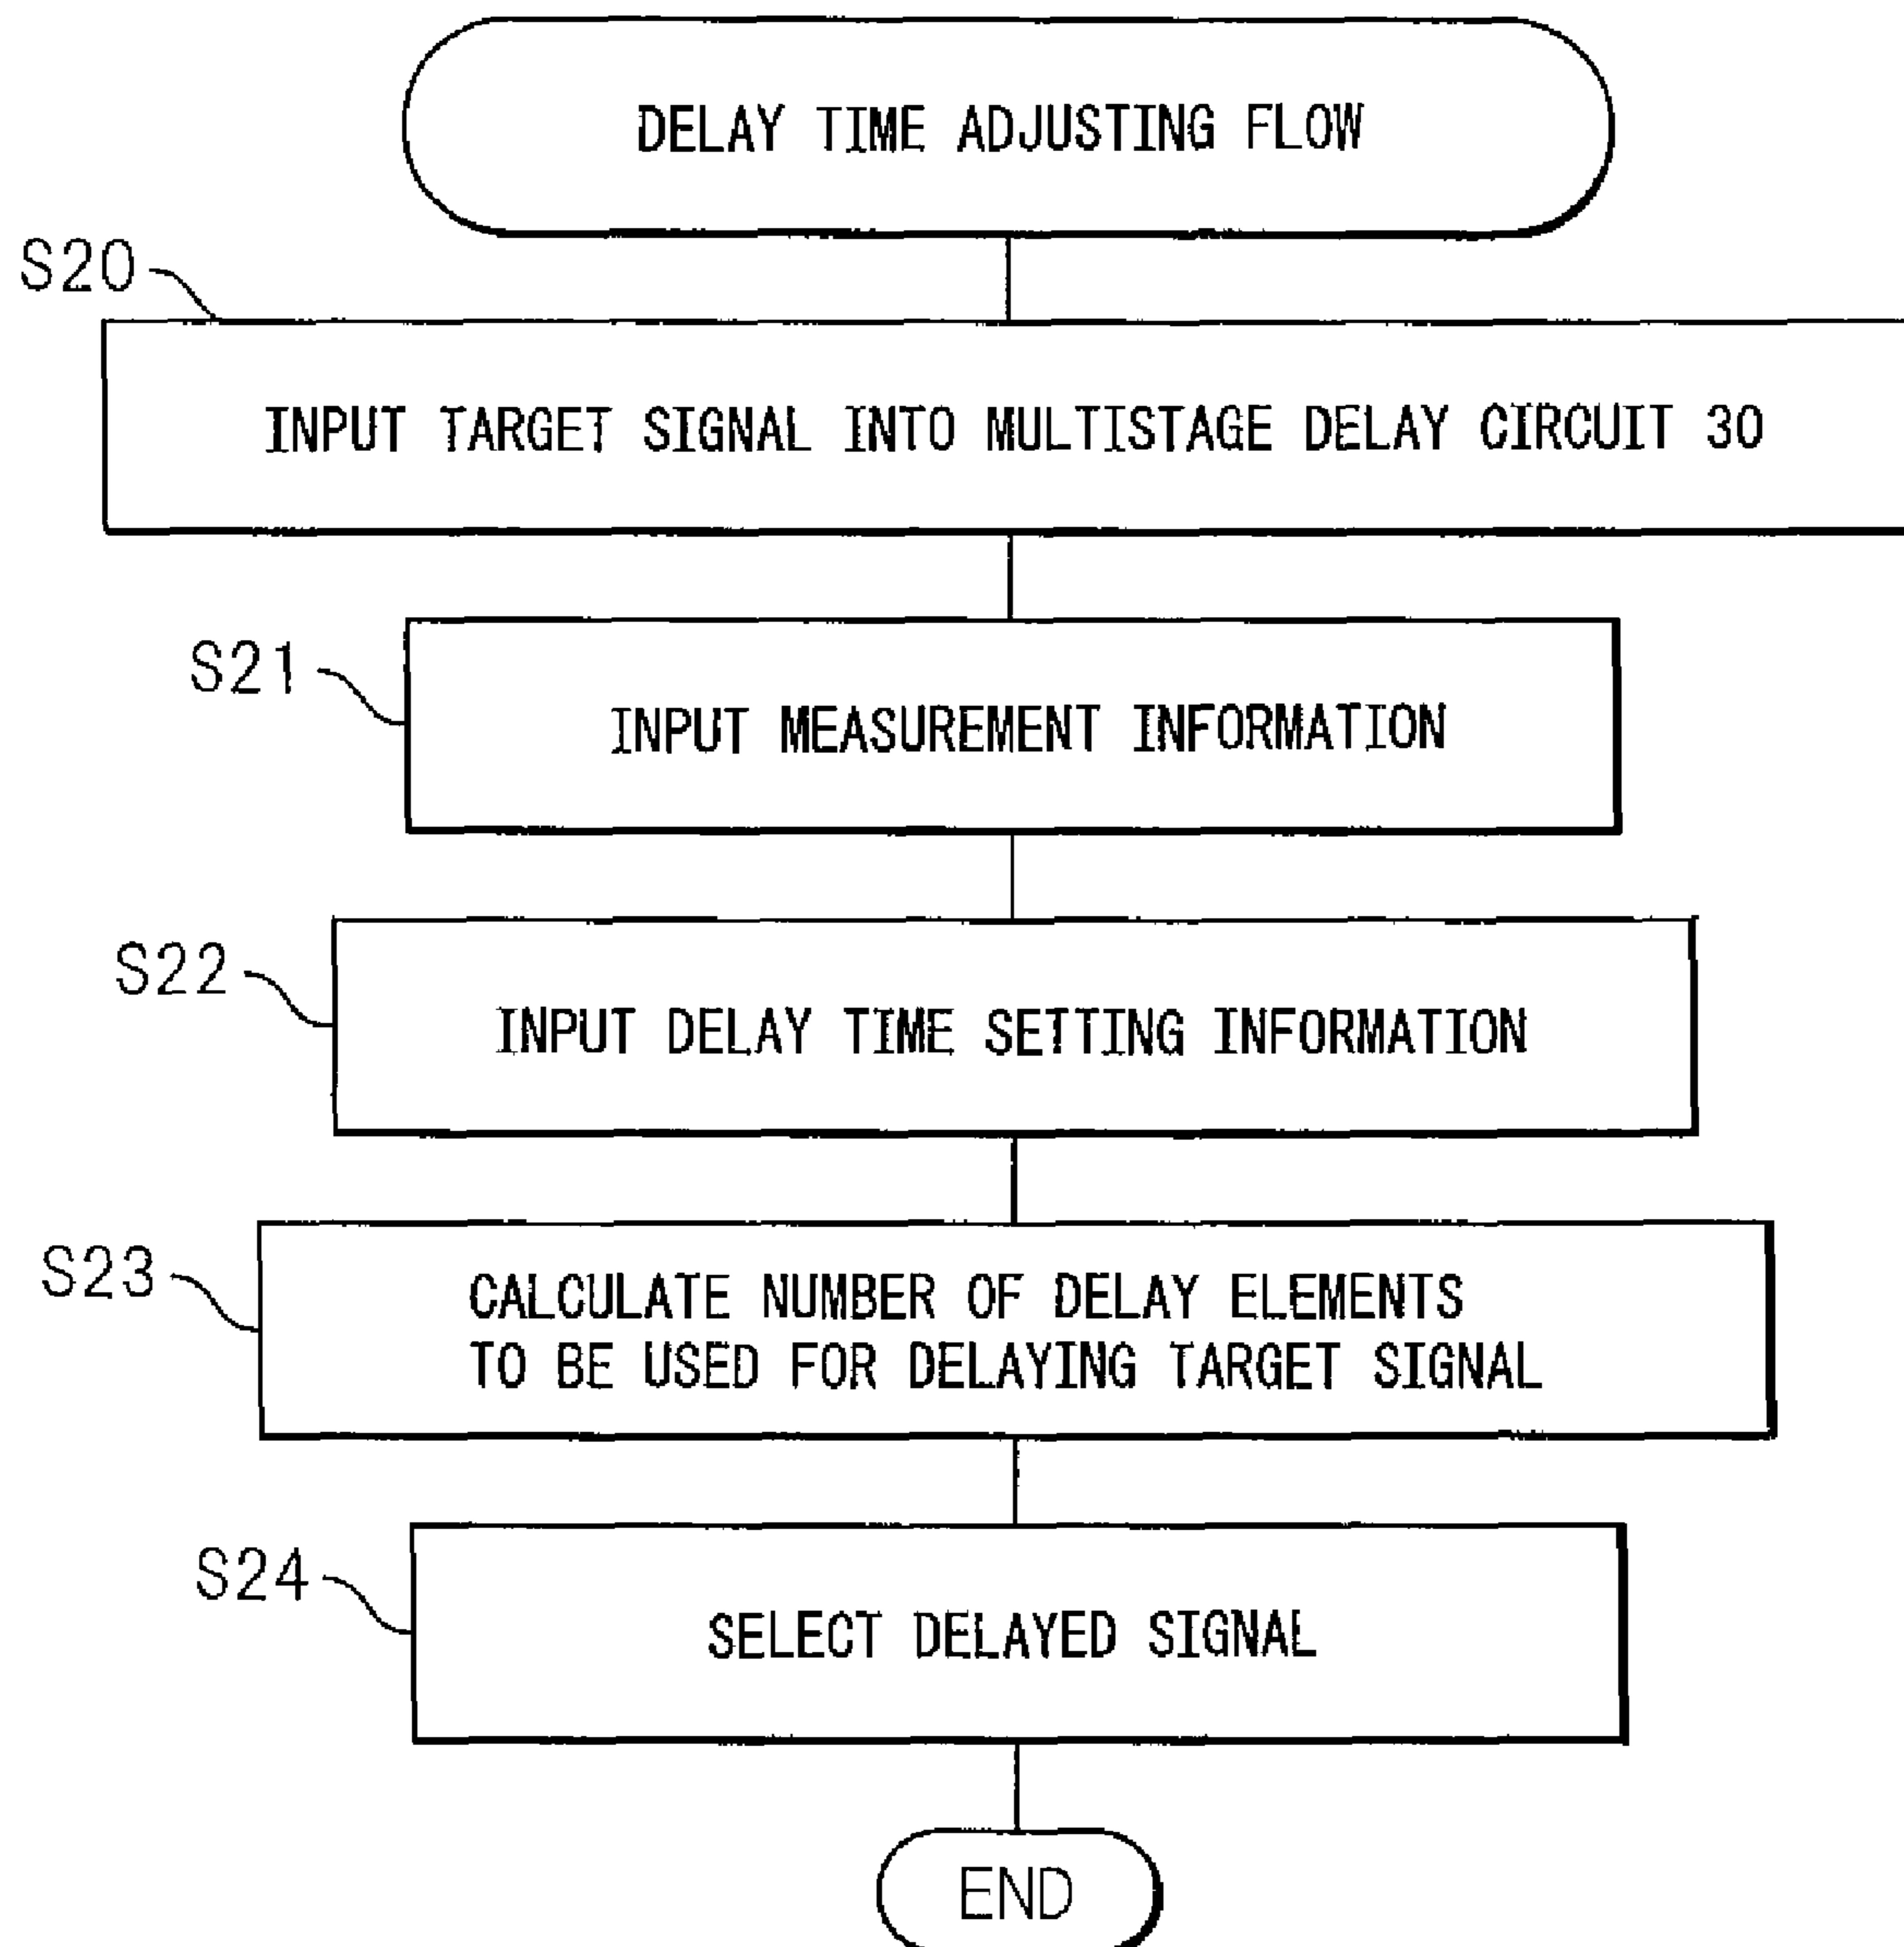 DELAY TIME ADJUSTING FLOW
S20
INPUT TARGET SIGNAL INTO MULTISTAGE DELAY CIRCUIT 30
S21
INPUT MEASUREMENT INFORMATION
S22
INPUT DELAY TIME SETTING INFORMATION
S23
CALCULATE NUMBER OF DELAY ELEMENTS
TO BE USED FOR DELAYING TARGET SIGNAL
S24
SELECT DELAYED SIGNAL
END